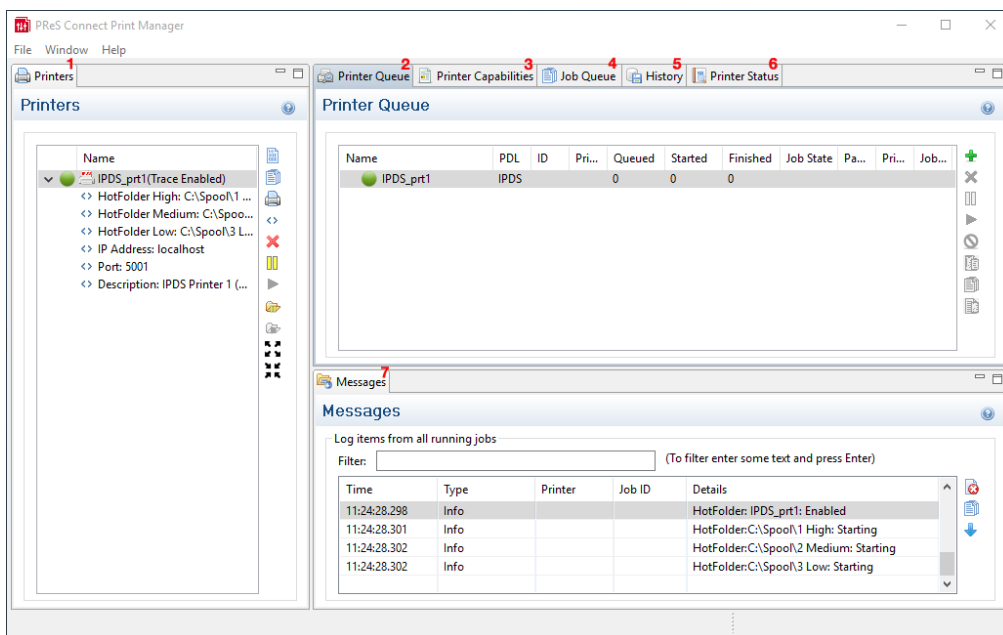 PReS Connect Print Manager
File Window Help
1 2 3 4 5 6
Printers Printer Queue Printer Capabilities Job Queue History Printer Status
Printers
Name
IPDS_prt1(Trace Enabled)
HotFolder High: C:\Spool\1 ...
HotFolder Medium: C:\Spoo...
HotFolder Low: C:\Spool\3 L...
IP Address: localhost
Port: 5001
Description: IPDS Printer 1 (...
Printer Queue
Name PDL ID Pri... Queued Started Finished Job State Pa... Pri... Job...
IPDS_prt1 IPDS 0 0 0
7
Messages
Messages
Log items from all running jobs
Filter: (To filter enter some text and press Enter)
Time Type Printer Job ID Details
11:24:28.298 Info HotFolder: IPDS_prt1: Enabled
11:24:28.301 Info HotFolder:C:\Spool\1 High: Starting
11:24:28.302 Info HotFolder:C:\Spool\2 Medium: Starting
11:24:28.302 Info HotFolder:C:\Spool\3 Low: Starting